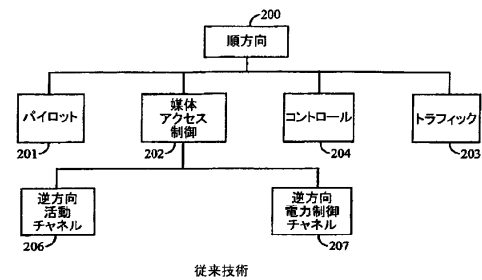 200
順方向
パイロット
201
媒体
アクセス
制御
202
コントロール
204
トラフィック
203
逆方向
活動
チャネル
206
逆方向
電力制御
チャネル
207
従来技術